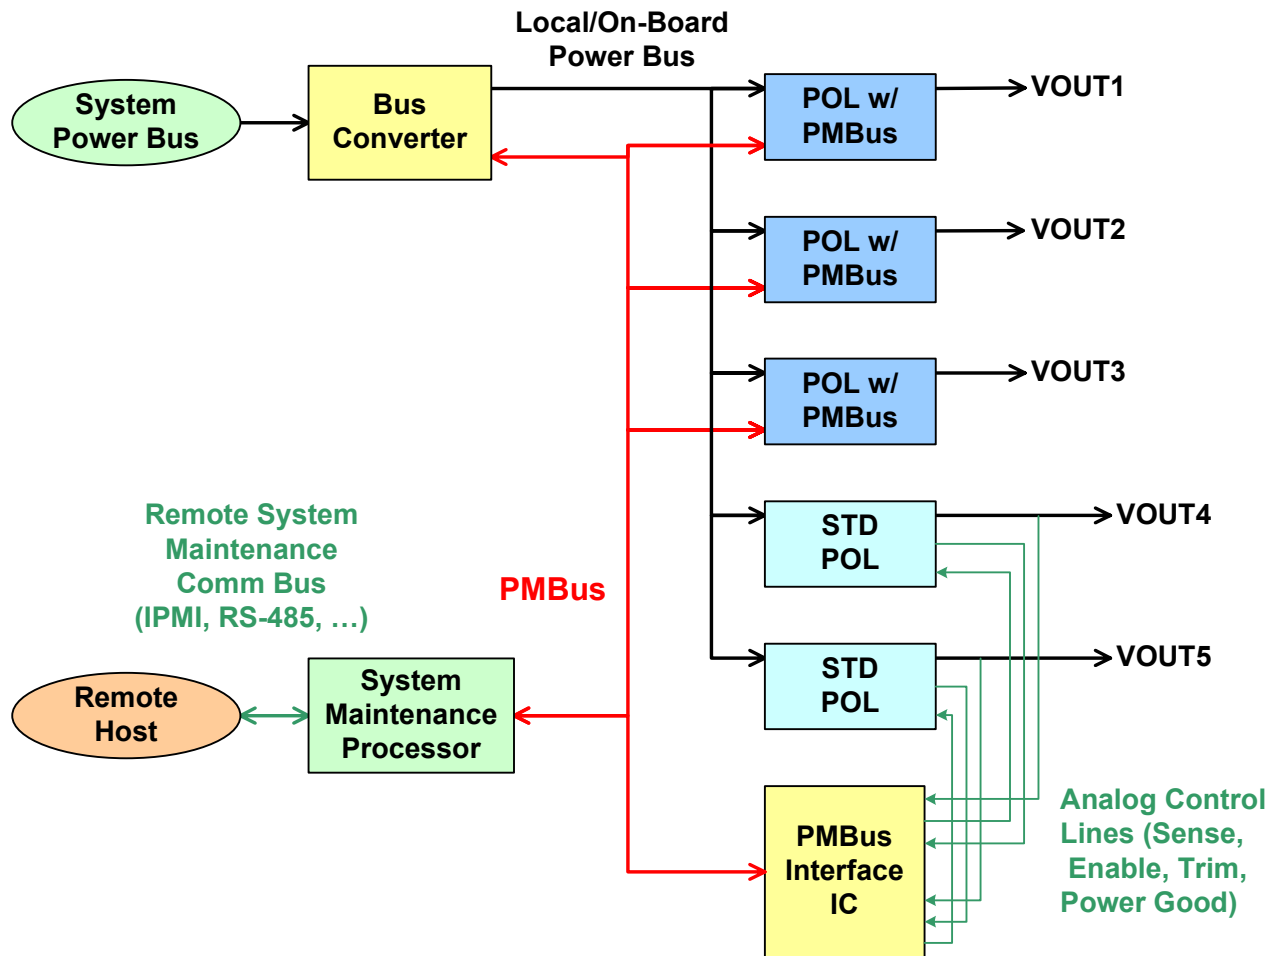 Local/On-Board
Power Bus
System
Power Bus
Bus
Converter
POL w/
PMBus
VOUT1
POL w/
PMBus
VOUT2
POL w/
PMBus
VOUT3
Remote System
Maintenance
Comm Bus
(IPMI, RS-485, …)
PMBus
STD
POL
VOUT4
STD
POL
VOUT5
Remote
Host
System
Maintenance
Processor
PMBus
Interface
IC
Analog Control
Lines (Sense,
Enable, Trim,
Power Good)